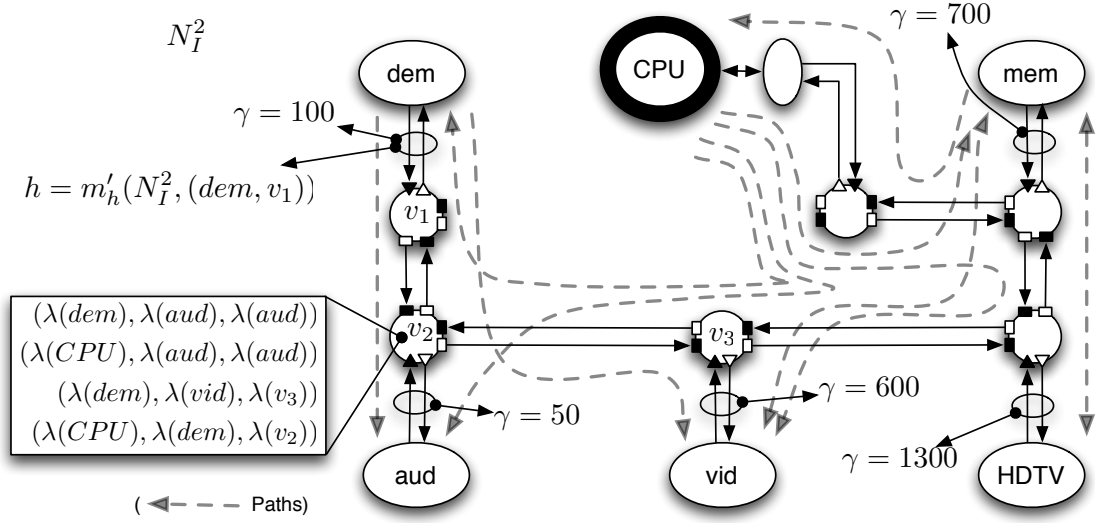 $N_I^2$
dem
CPU
γ = 700
mem
γ = 100
$h = m'_h(N_I^2, (dem, v_1))$
$v_1$
(λ(dem), λ(aud), λ(aud))
(λ(CPU), λ(aud), λ(aud))
(λ(dem), λ(vid), λ($v_3$))
(λ(CPU), λ(dem), λ($v_2$))
$v_2$
$v_3$
γ = 50
γ = 600
γ = 1300
aud
vid
HDTV
( Paths)